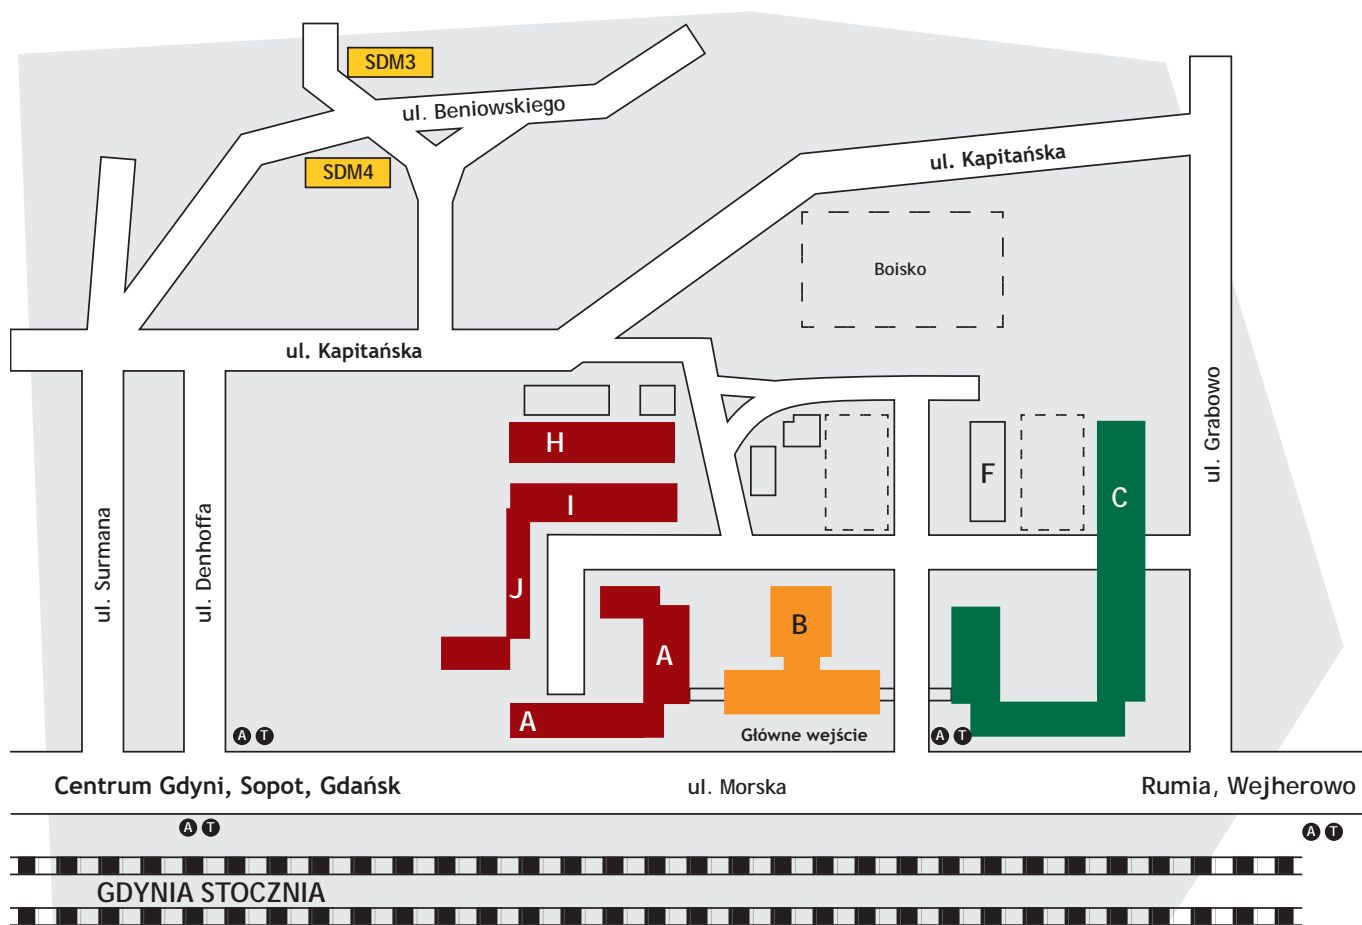 SDM3
ul. Beniowskiego
SDM4
ul. Kapitańska
Boisko
ul. Kapitańska
ul. Grabowo
H
I
F
C
ul. Surmana
ul. Denhoffa
J
B
A
A
A T
Główne wejście
A T
Centrum Gdyni, Sopot, Gdańsk
ul. Morska
Rumia, Wejherowo
A T
A T
GDYNIA STOCZNIA